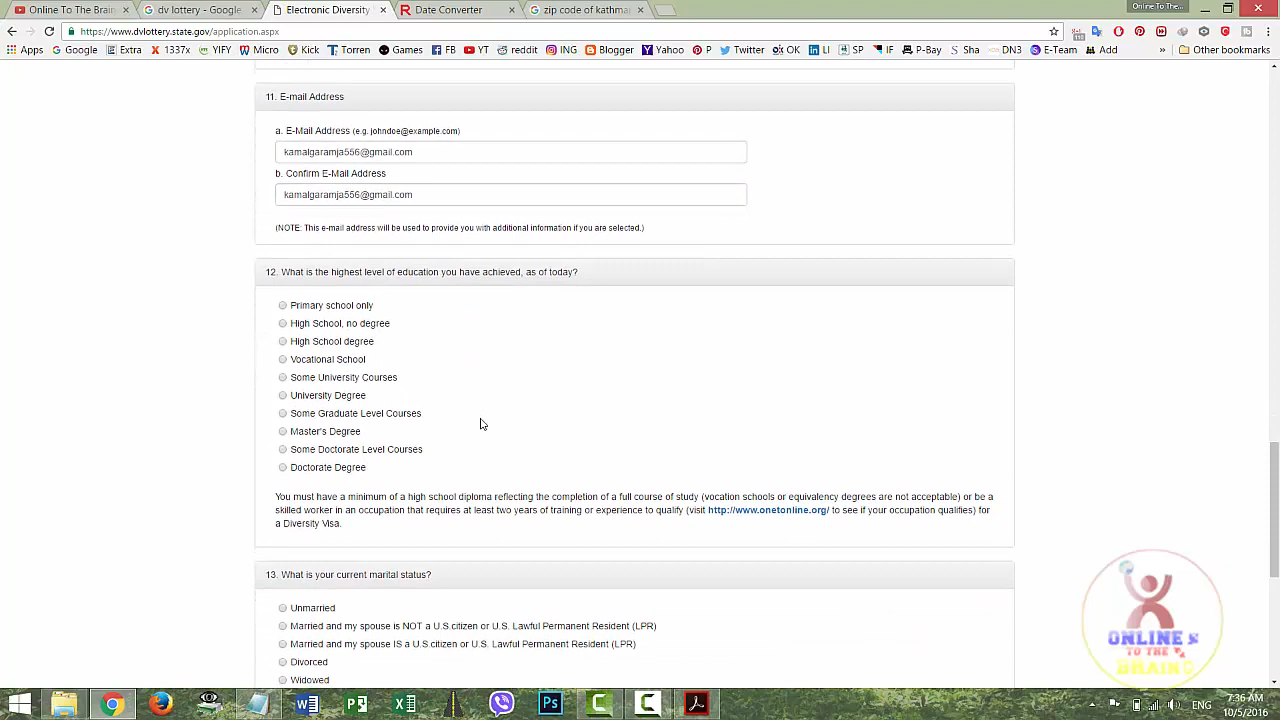 Online To The Brain
dv lottery - Google
Electronic Diversity
Date Converter
zip code of kathma
Online To The...
https://www.dvlottery.state.gov/application.aspx
Apps Google Extra 1337x YIFY Micro Kick Torren Games FB YT reddit ING Blogger Yahoo Twitter OK LI SP IF P-Bay Sha DN3 E-Team Add » Other bookmarks
11. E-mail Address
a. E-Mail Address (e.g. johndoe@example.com)
kamalgaramja556@gmail.com
b. Confirm E-Mail Address
kamalgaramja556@gmail.com
(NOTE: This e-mail address will be used to provide you with additional information if you are selected.)
12. What is the highest level of education you have achieved, as of today?
Primary school only
High School, no degree
High School degree
Vocational School
Some University Courses
University Degree
Some Graduate Level Courses
Master's Degree
Some Doctorate Level Courses
Doctorate Degree
You must have a minimum of a high school diploma reflecting the completion of a full course of study (vocation schools or equivalency degrees are not acceptable) or be a
skilled worker in an occupation that requires at least two years of training or experience to qualify (visit http://www.onetonline.org/ to see if your occupation qualifies) for
a Diversity Visa.
13. What is your current marital status?
Unmarried
Married and my spouse is NOT a U.S citizen or U.S. Lawful Permanent Resident (LPR)
Married and my spouse IS a U.S citizen or U.S. Lawful Permanent Resident (LPR)
Divorced
Widowed
ONLINE
TO THE
BRAIN
ENG
7:36 AM
10/5/2016